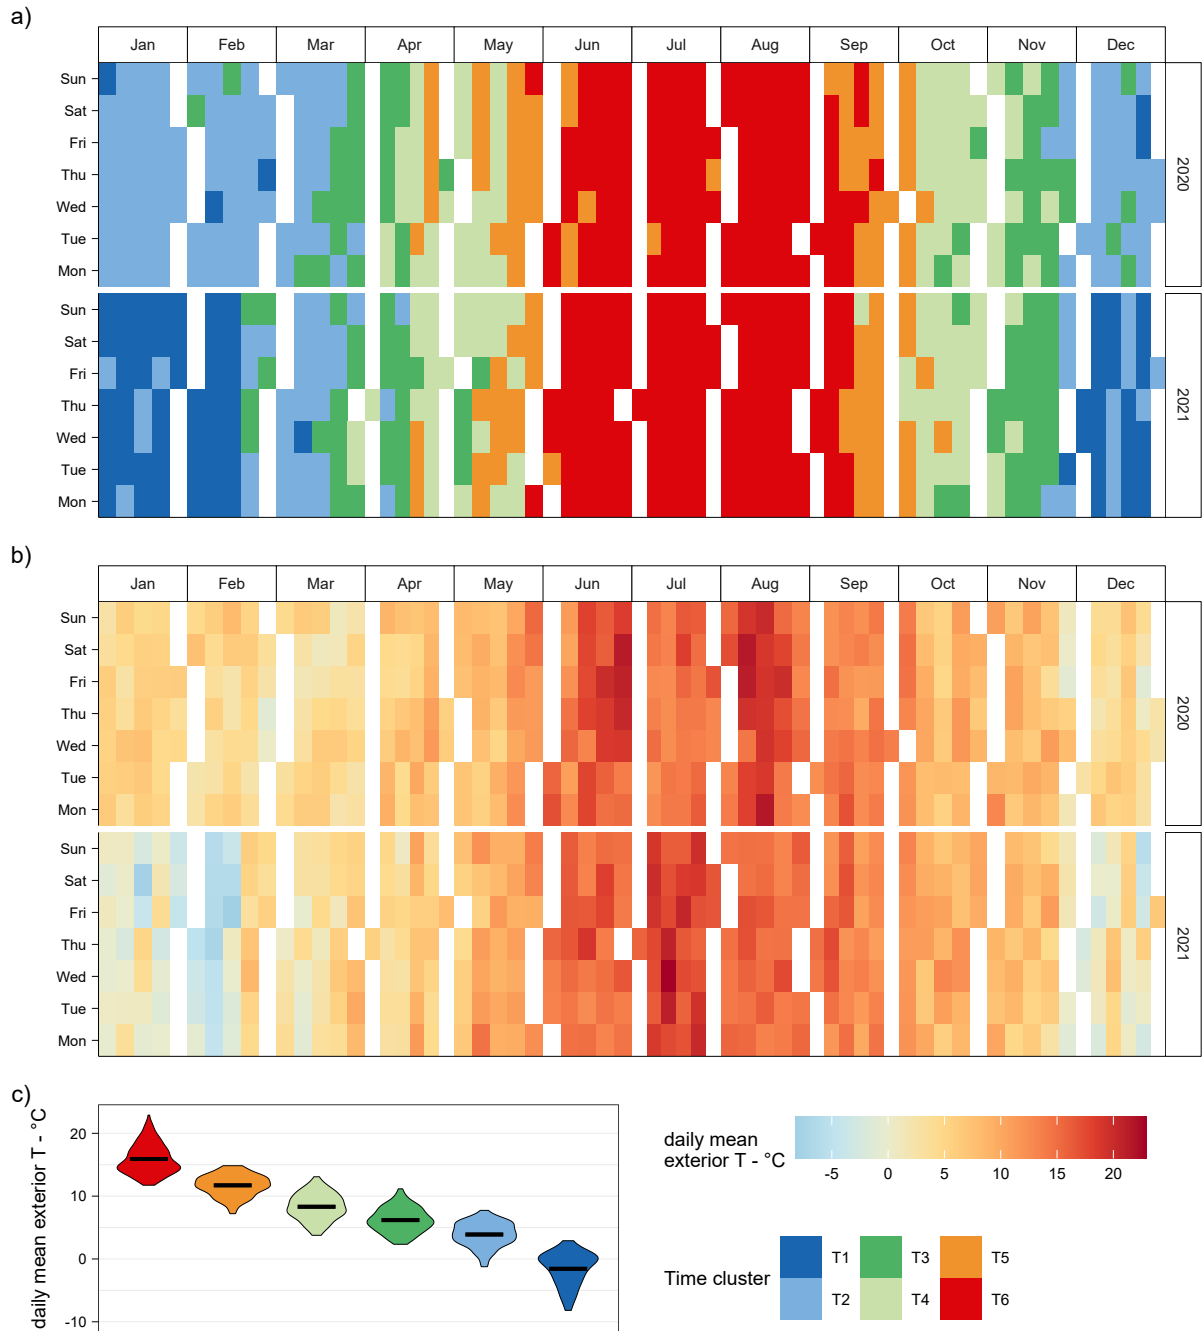 a)
Jan Feb Mar Apr May Jun Jul Aug Sep Oct Nov Dec
Sun
Sat
Fri
Thu
Wed
Tue
Mon
2020
Sun
Sat
Fri
Thu
Wed
Tue
Mon
2021
b)
Jan Feb Mar Apr May Jun Jul Aug Sep Oct Nov Dec
Sun
Sat
Fri
Thu
Wed
Tue
Mon
2020
Sun
Sat
Fri
Thu
Wed
Tue
Mon
2021
c)
daily mean exterior T - °C
20
10
0
-10
daily mean
exterior T - °C
-5 0 5 10 15 20
Time cluster
T1 T3 T5
T2 T4 T6